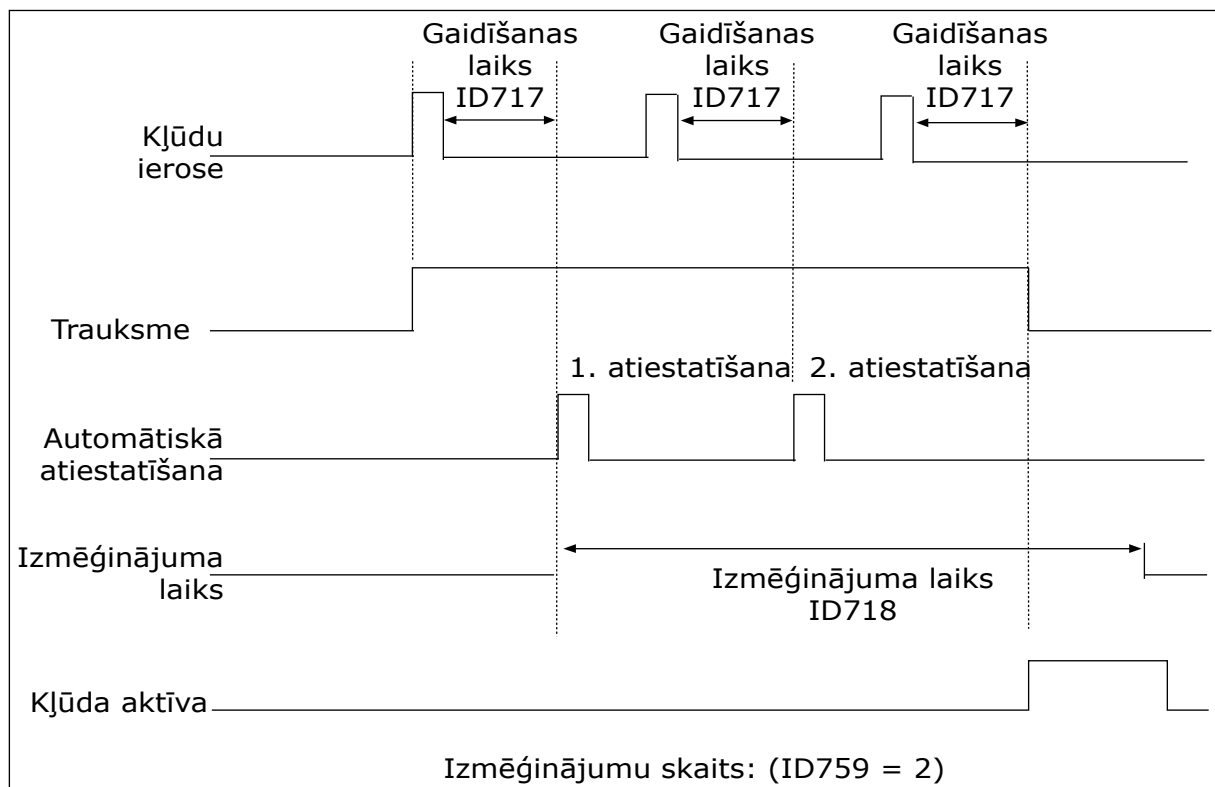 Gaidīšanas laiks ID717
Gaidīšanas laiks ID717
Gaidīšanas laiks ID717
Kļūdu
ierose
Trauksme
1. atiestatīšana
2. atiestatīšana
Automātiskā
atiestatīšana
Izmēģinājuma
laiks
Izmēģinājuma laiks
ID718
Kļūda aktīva
Izmēģinājumu skaits: (ID759 = 2)